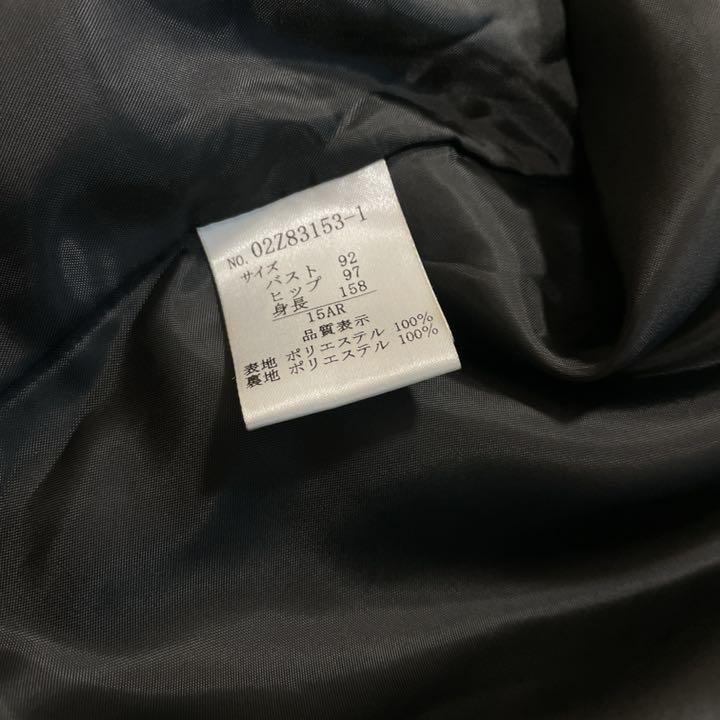 NO. 02Z83153-1
サイズ
バスト 92
ヒップ 97
身長 158
15AR
品質表示
表地 ポリエステル 100%
裏地 ポリエステル 100%